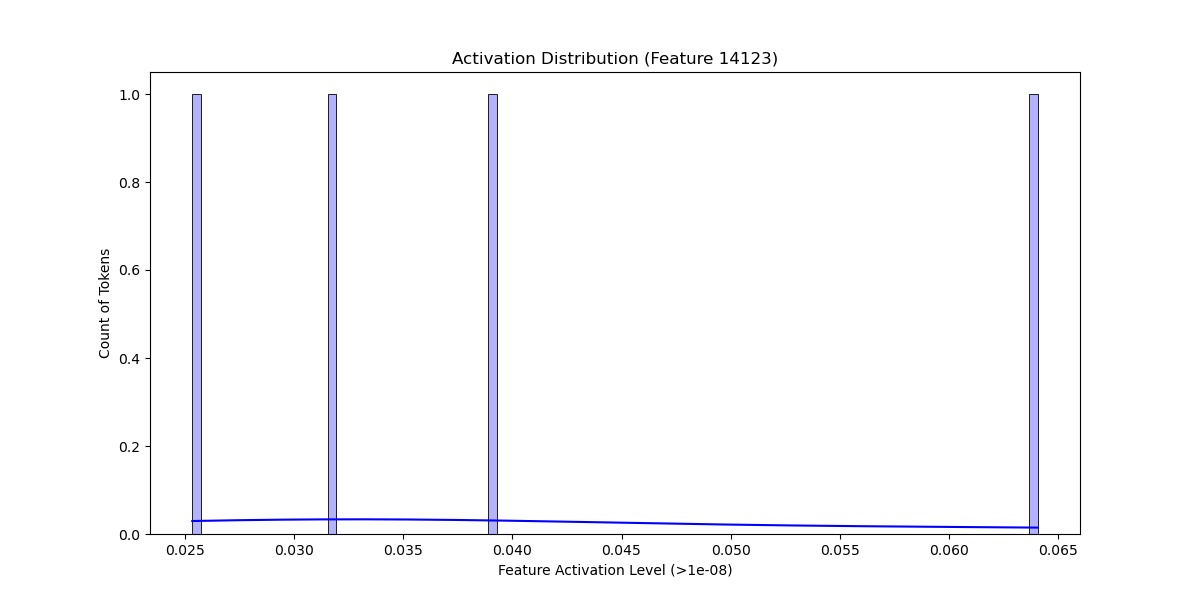 Activation Distribution (Feature 14123)
1.0
0.8
0.6
0.4
0.2
0.0
Count of Tokens
0.025 0.030 0.035 0.040 0.045 0.050 0.055 0.060 0.065
Feature Activation Level (>1e-08)